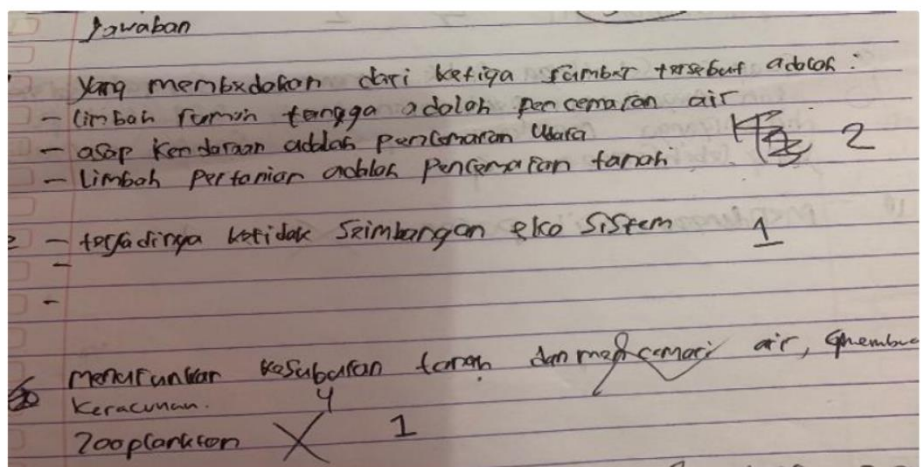 Jawaban
yang membedakan dari ketiga sumber tersebut adalah :
- limbah rumah tangga adalah pencemaran air
- asap kendaraan adalah pencemaran udara
- limbah pertanian adalah pencemaran tanah 2
- terjadinya ketidak seimbangan eko sistem 1
-
-
menurunkan kesuburan tanah dan mencemari air,
keracunan. 4
Zooplankton X 1